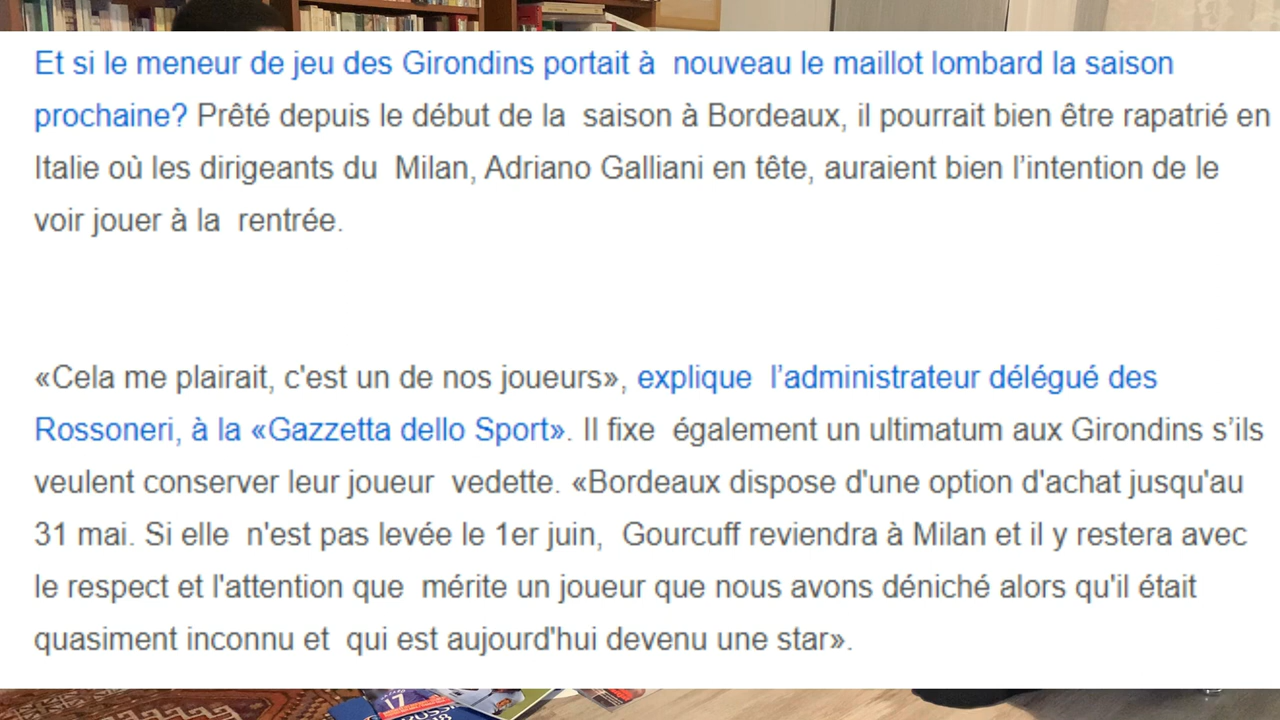 Et si le meneur de jeu des Girondins portait à nouveau le maillot lombard la saison
prochaine? Prêté depuis le début de la saison à Bordeaux, il pourrait bien être rapatrié en
Italie où les dirigeants du Milan, Adriano Galliani en tête, auraient bien l’intention de le
voir jouer à la rentrée.
«Cela me plairait, c'est un de nos joueurs», explique l’administrateur délégué des
Rossoneri, à la «Gazzetta dello Sport». Il fixe également un ultimatum aux Girondins s’ils
veulent conserver leur joueur vedette. «Bordeaux dispose d'une option d'achat jusqu'au
31 mai. Si elle n'est pas levée le 1er juin, Gourcuff reviendra à Milan et il y restera avec
le respect et l'attention que mérite un joueur que nous avons déniché alors qu'il était
quasiment inconnu et qui est aujourd'hui devenu une star».
17